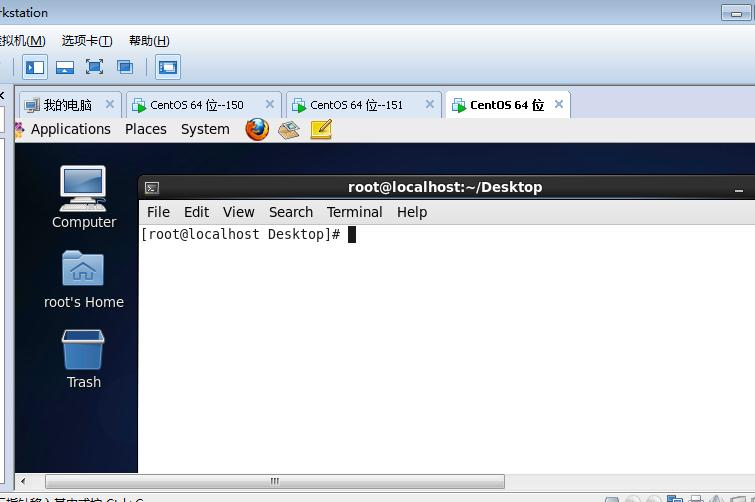 rkstation
虚拟机(M) 选项卡(T) 帮助(H)
我的电脑 CentOS 64 位--150 CentOS 64 位--151 CentOS 64 位
Applications Places System
root@localhost:~/Desktop
File Edit View Search Terminal Help
[root@localhost Desktop]#
Computer
root's Home
Trash